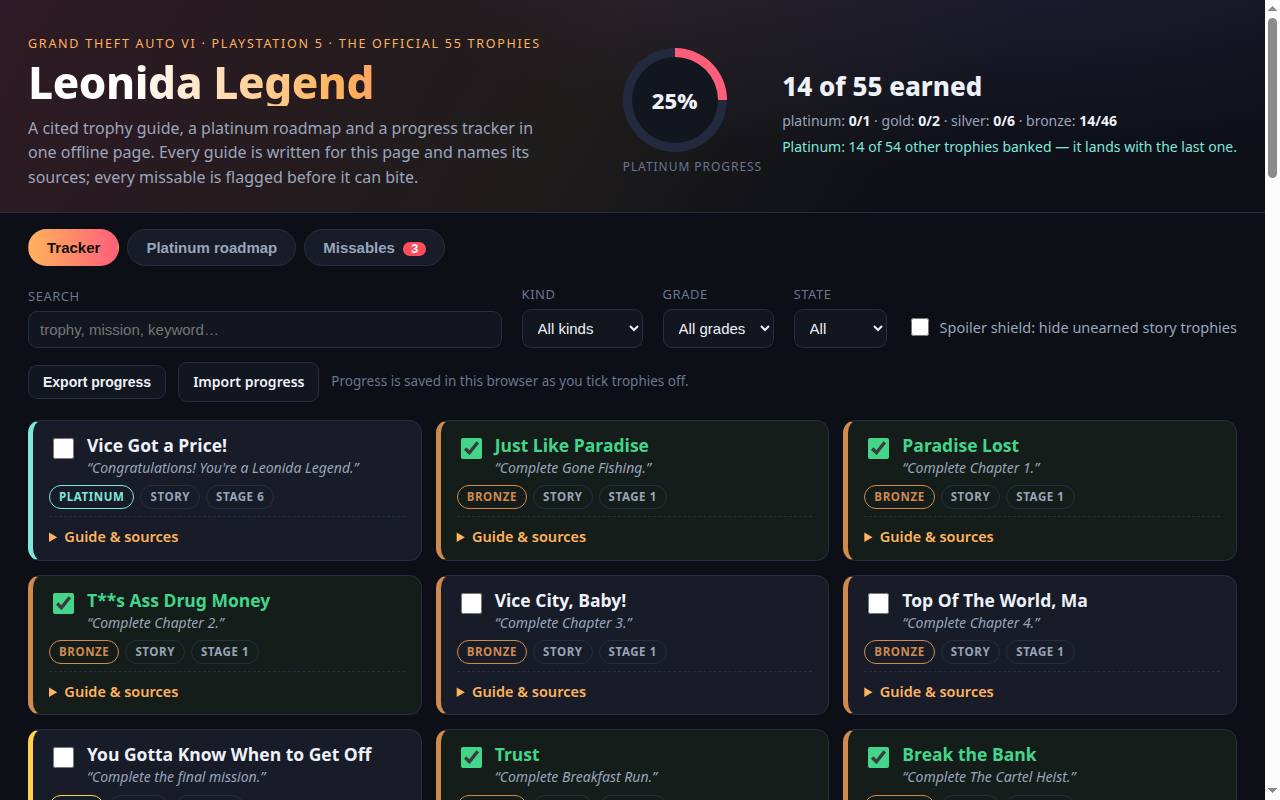 GRAND THEFT AUTO VI · PLAYSTATION 5 · THE OFFICIAL 55 TROPHIES
Leonida Legend
A cited trophy guide, a platinum roadmap and a progress tracker in
one offline page. Every guide is written for this page and names its
sources; every missable is flagged before it can bite.
25%
PLATINUM PROGRESS
14 of 55 earned
platinum: 0/1 · gold: 0/2 · silver: 0/6 · bronze: 14/46
Platinum: 14 of 54 other trophies banked — it lands with the last one.
Tracker
Platinum roadmap
Missables 3
SEARCH
trophy, mission, keyword…
KIND
All kinds
GRADE
All grades
STATE
All
Spoiler shield: hide unearned story trophies
Export progress
Import progress
Progress is saved in this browser as you tick trophies off.
Vice Got a Price!
“Congratulations! You're a Leonida Legend.”
PLATINUM STORY STAGE 6
Guide & sources
Just Like Paradise
“Complete Gone Fishing.”
BRONZE STORY STAGE 1
Guide & sources
Paradise Lost
“Complete Chapter 1.”
BRONZE STORY STAGE 1
Guide & sources
T**s Ass Drug Money
“Complete Chapter 2.”
BRONZE STORY STAGE 1
Guide & sources
Vice City, Baby!
“Complete Chapter 3.”
BRONZE STORY STAGE 1
Guide & sources
Top Of The World, Ma
“Complete Chapter 4.”
BRONZE STORY STAGE 1
Guide & sources
You Gotta Know When to Get Off
“Complete the final mission.”
Trust
“Complete Breakfast Run.”
Break the Bank
“Complete The Cartel Heist.”